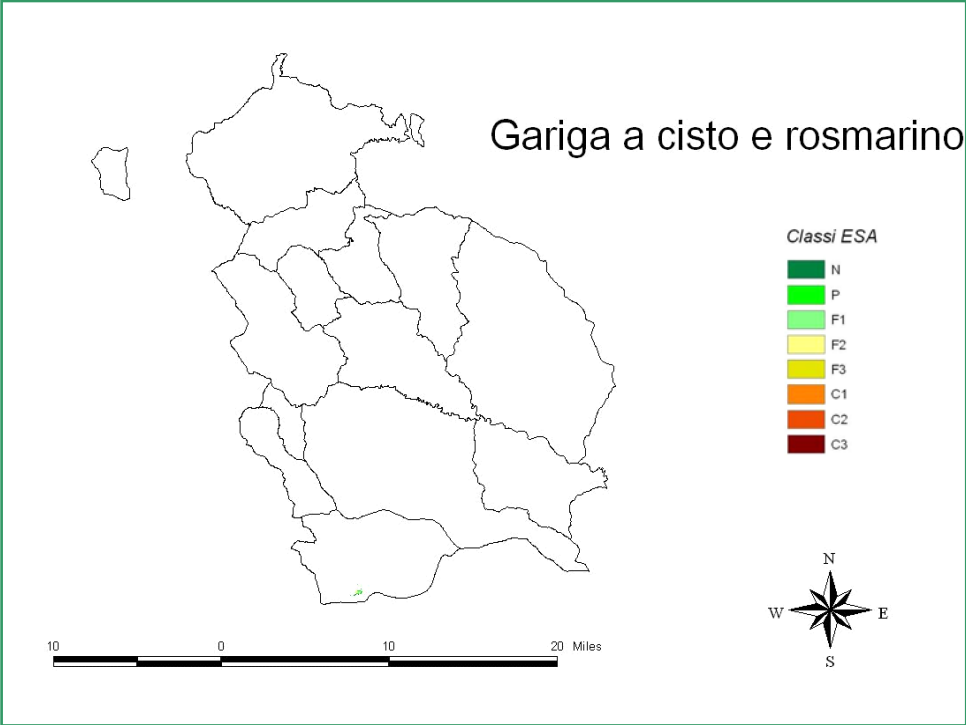 Gariga a cisto e rosmarino
Classi ESA
N
P
F1
F2
F3
C1
C2
C3
N
W E
S
10 0 10 20 Miles